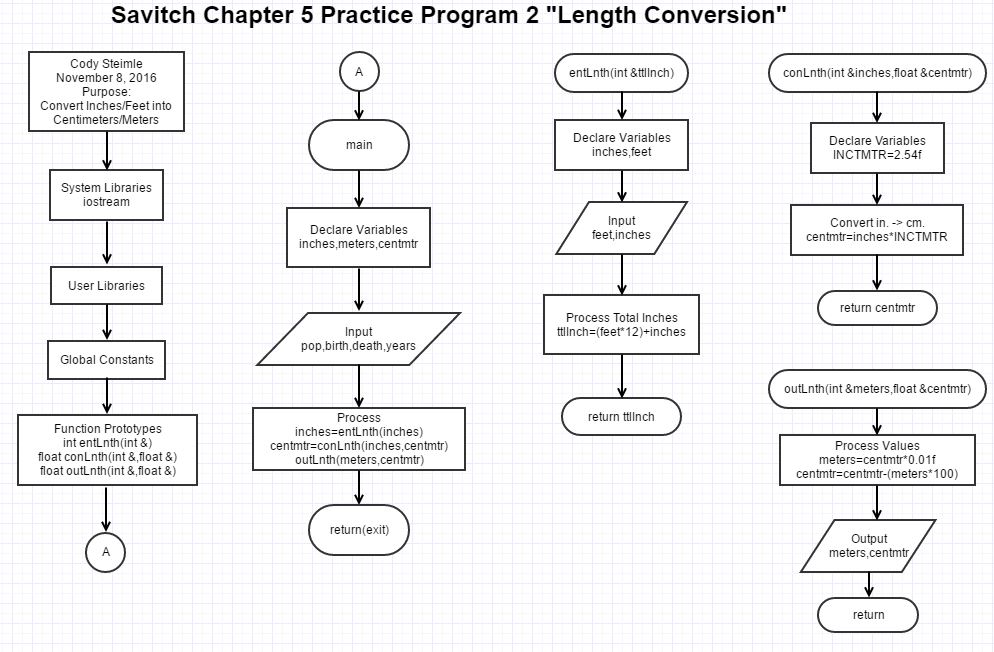 Savitch Chapter 5 Practice Program 2 "Length Conversion"
Cody Steimle
November 8, 2016
Purpose:
Convert Inches/Feet into
Centimeters/Meters
System Libraries
iostream
User Libraries
Global Constants
Function Prototypes
int entLnth(int &)
float conLnth(int &,float &)
float outLnth(int &,float &)
A
A
main
Declare Variables
inches,meters,centmtr
Input
pop,birth,death,years
Process
inches=entLnth(inches)
centmtr=conLnth(inches,centmtr)
outLnth(meters,centmtr)
return(exit)
entLnth(int &ttlInch)
Declare Variables
inches,feet
Input
feet,inches
Process Total Inches
ttlInch=(feet*12)+inches
return ttlInch
conLnth(int &inches,float &centmtr)
Declare Variables
INCTMTR=2.54f
Convert in. -> cm.
centmtr=inches*INCTMTR
return centmtr
outLnth(int &meters,float &centmtr)
Process Values
meters=centmtr*0.01f
centmtr=centmtr-(meters*100)
Output
meters,centmtr
return